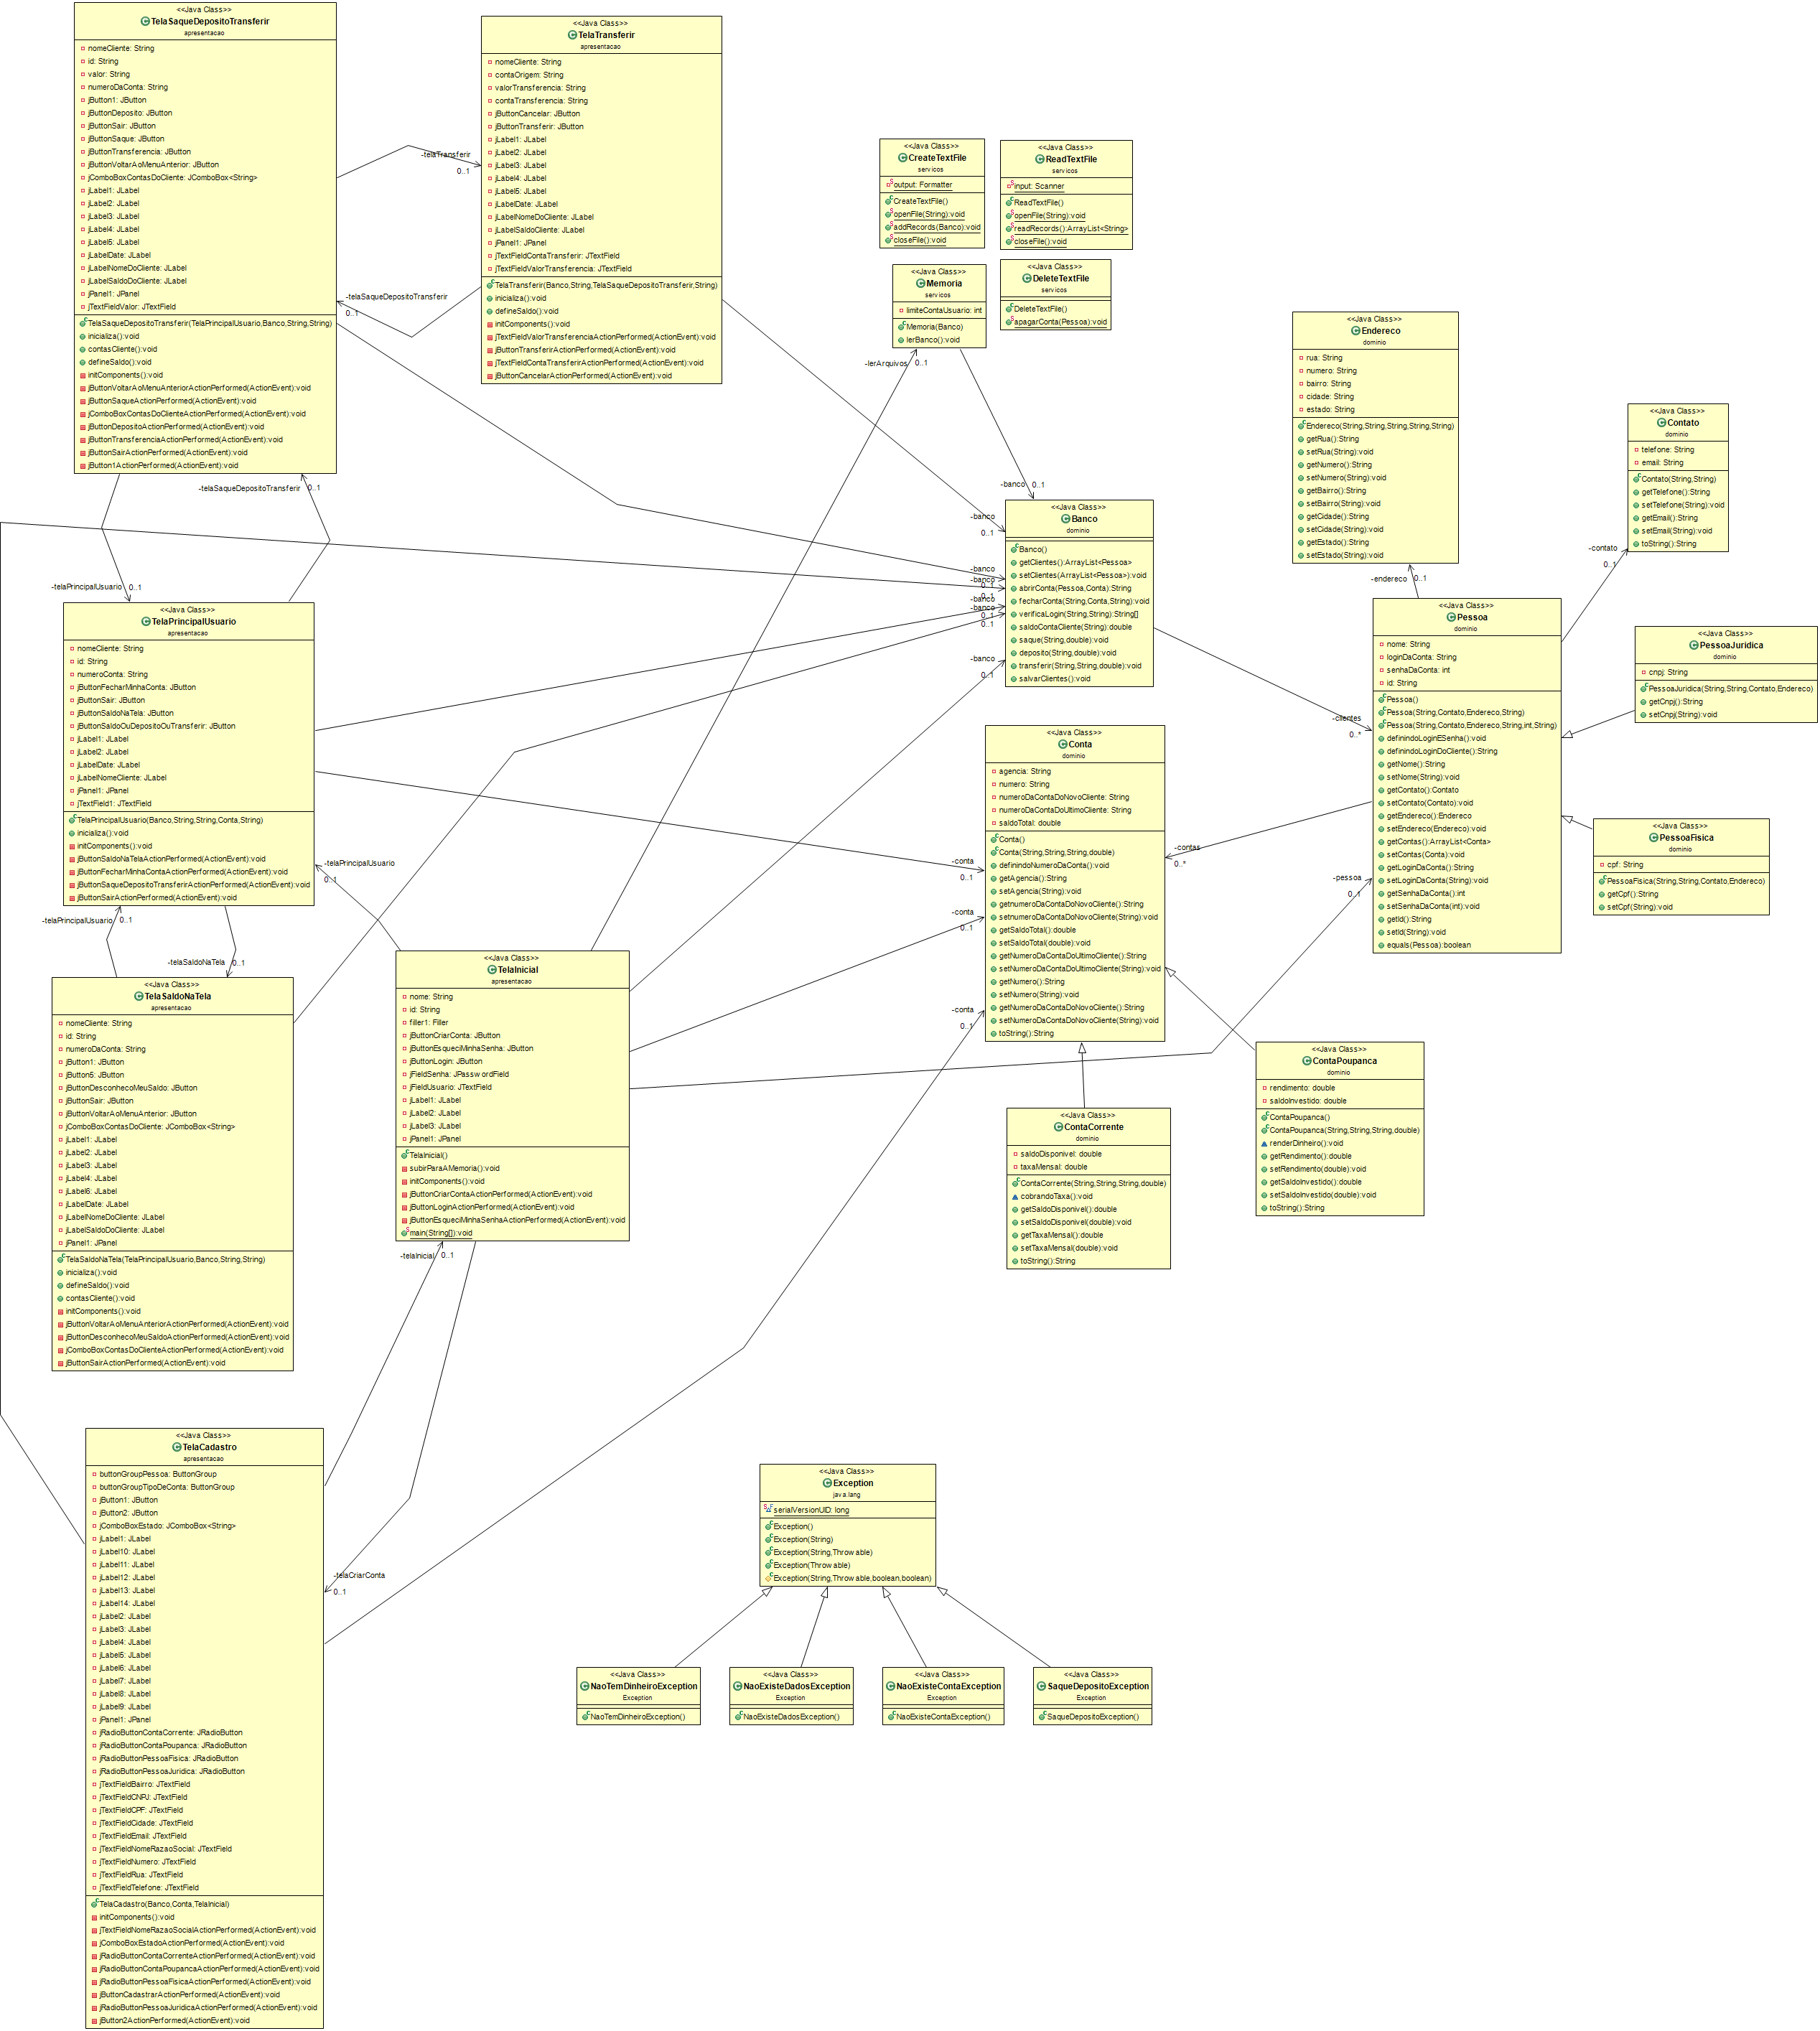 <<Java Class>>
TelaSaqueDepositoTransferir
apresentacao
nomeCliente: String
id: String
valor: String
numeroDaConta: String
jButton1: JButton
jButtonDeposito: JButton
jButtonSair: JButton
jButtonSaque: JButton
jButtonTransferencia: JButton
jButtonVoltarAoMenuAnterior: JButton
jComboBoxContasDoCliente: JComboBox<String>
jLabel1: JLabel
jLabel2: JLabel
jLabel3: JLabel
jLabel4: JLabel
jLabel5: JLabel
jLabelDate: JLabel
jLabelNomeDoCliente: JLabel
jLabelSaldoDoCliente: JLabel
jPanel1: JPanel
jTextFieldValor: JTextField
TelaSaqueDepositoTransferir(TelaPrincipalUsuario,Banco,String,String)
inicializa():void
contasCliente():void
defineSaldo():void
initComponents():void
jButtonVoltarAoMenuAnteriorActionPerformed(ActionEvent):void
jButtonSaqueActionPerformed(ActionEvent):void
jComboBoxContasDoClienteActionPerformed(ActionEvent):void
jButtonDepositoActionPerformed(ActionEvent):void
jButtonTransferenciaActionPerformed(ActionEvent):void
jButtonSairActionPerformed(ActionEvent):void
jButton1ActionPerformed(ActionEvent):void
<<Java Class>>
TelaTransferir
apresentacao
nomeCliente: String
contaOrigem: String
valorTransferencia: String
contaTransferencia: String
jButtonCancelar: JButton
jButtonTransferir: JButton
jLabel1: JLabel
jLabel2: JLabel
jLabel3: JLabel
jLabel4: JLabel
jLabel5: JLabel
jLabelDate: JLabel
jLabelNomeDoCliente: JLabel
jLabelSaldoCliente: JLabel
jPanel1: JPanel
jTextFieldContaTransferir: JTextField
jTextFieldValorTransferencia: JTextField
TelaTransferir(Banco,String,TelaSaqueDepositoTransferir,String)
inicializa():void
defineSaldo():void
initComponents():void
jTextFieldValorTransferenciaActionPerformed(ActionEvent):void
jButtonTransferirActionPerformed(ActionEvent):void
jTextFieldContaTransferirActionPerformed(ActionEvent):void
jButtonCancelarActionPerformed(ActionEvent):void
-telaTransferir
0..1
-telaSaqueDepositoTransferir
0..1
<<Java Class>>
CreateTextFile
servicos
output: Formatter
CreateTextFile()
openFile(String):void
addRecords(Banco):void
closeFile():void
<<Java Class>>
ReadTextFile
servicos
input: Scanner
ReadTextFile()
openFile(String):void
readRecords():ArrayList<String>
closeFile():void
<<Java Class>>
Memoria
servicos
limiteContaUsuario: int
Memoria(Banco)
lerBanco():void
<<Java Class>>
DeleteTextFile
servicos
DeleteTextFile()
apagarConta(Pessoa):void
-lerArquivos
0..1
<<Java Class>>
Endereco
dominio
rua: String
numero: String
bairro: String
cidade: String
estado: String
Endereco(String,String,String,String,String)
getRua():String
setRua(String):void
getNumero():String
setNumero(String):void
getBairro():String
setBairro(String):void
getCidade():String
setCidade(String):void
getEstado():String
setEstado(String):void
<<Java Class>>
Contato
dominio
telefone: String
email: String
Contato(String,String)
getTelefone():String
setTelefone(String):void
getEmail():String
setEmail(String):void
toString():String
-contato
0..1
-endereco
0..1
-telaSaqueDepositoTransferir
0..1
-banco
0..1
-banco
0..1
<<Java Class>>
Banco
dominio
Banco()
getClientes():ArrayList<Pessoa>
setClientes(ArrayList<Pessoa>):void
abrirConta(Pessoa,Conta):String
fecharConta(String,Conta,String):void
verificaLogin(String,String):String[]
saldoContaCliente(String):double
saque(String,double):void
deposito(String,double):void
transferir(String,String,double):void
salvarClientes():void
-banco
-banco
0..1
0..1
-banco
-banco
0..1
0..1
-banco
0..1
-clientes
0..*
-telaPrincipalUsuario
0..1
<<Java Class>>
TelaPrincipalUsuario
apresentacao
nomeCliente: String
id: String
numeroConta: String
jButtonFecharMinhaConta: JButton
jButtonSair: JButton
jButtonSaldoNaTela: JButton
jButtonSaldoOuDepositoOuTransferir: JButton
jLabel1: JLabel
jLabel2: JLabel
jLabelDate: JLabel
jLabelNomeCliente: JLabel
jPanel1: JPanel
jTextField1: JTextField
TelaPrincipalUsuario(Banco,String,String,Conta,String)
inicializa():void
initComponents():void
jButtonSaldoNaTelaActionPerformed(ActionEvent):void
jButtonFecharMinhaContaActionPerformed(ActionEvent):void
jButtonSaqueDepositoTransferirActionPerformed(ActionEvent):void
jButtonSairActionPerformed(ActionEvent):void
<<Java Class>>
Pessoa
dominio
nome: String
loginDaConta: String
senhaDaConta: int
id: String
Pessoa()
Pessoa(String,Contato,Endereco,String)
Pessoa(String,Contato,Endereco,String,int,String)
definindoLoginESenha():void
definindoLoginDoCliente():String
getNome():String
setNome(String):void
getContato():Contato
setContato(Contato):void
getEndereco():Endereco
setEndereco(Endereco):void
getContas():ArrayList<Conta>
setContas(Conta):void
getLoginDaConta():String
setLoginDaConta(String):void
getSenhaDaConta():int
setSenhaDaConta(int):void
getId():String
setId(String):void
equals(Pessoa):boolean
<<Java Class>>
PessoaJuridica
dominio
cnpj: String
PessoaJuridica(String,String,Contato,Endereco)
getCnpj():String
setCnpj(String):void
<<Java Class>>
PessoaFisica
dominio
cpf: String
PessoaFisica(String,String,Contato,Endereco)
getCpf():String
setCpf(String):void
<<Java Class>>
Conta
dominio
agencia: String
numero: String
numeroDaContaDoNovoCliente: String
numeroDaContaDoUltimoCliente: String
saldoTotal: double
Conta()
Conta(String,String,String,double)
definindoNumeroDaConta():void
getAgencia():String
setAgencia(String):void
getnumeroDaContaDoNovoCliente():String
setnumeroDaContaDoNovoCliente(String):void
getSaldoTotal():double
setSaldoTotal(double):void
getNumeroDaContaDoUltimoCliente():String
setNumeroDaContaDoUltimoCliente(String):void
getNumero():String
setNumero(String):void
getNumeroDaContaDoNovoCliente():String
setNumeroDaContaDoNovoCliente(String):void
toString():String
-contas
0..*
-pessoa
0..1
-conta
0..1
-conta
0..1
-conta
0..1
-telaPrincipalUsuario
0..1
-telaPrincipalUsuario
0..1
-telaSaldoNaTela
0..1
<<Java Class>>
TelaSaldoNaTela
apresentacao
nomeCliente: String
id: String
numeroDaConta: String
jButton1: JButton
jButton5: JButton
jButtonDesconhecoMeuSaldo: JButton
jButtonSair: JButton
jButtonVoltarAoMenuAnterior: JButton
jComboBoxContasDoCliente: JComboBox<String>
jLabel1: JLabel
jLabel2: JLabel
jLabel3: JLabel
jLabel4: JLabel
jLabel6: JLabel
jLabelDate: JLabel
jLabelNomeDoCliente: JLabel
jLabelSaldoDoCliente: JLabel
jPanel1: JPanel
TelaSaldoNaTela(TelaPrincipalUsuario,Banco,String,String)
inicializa():void
defineSaldo():void
contasCliente():void
initComponents():void
jButtonVoltarAoMenuAnteriorActionPerformed(ActionEvent):void
jButtonDesconhecoMeuSaldoActionPerformed(ActionEvent):void
jComboBoxContasDoClienteActionPerformed(ActionEvent):void
jButtonSairActionPerformed(ActionEvent):void
<<Java Class>>
TelaInicial
apresentacao
nome: String
id: String
filler1: Filler
jButtonCriarConta: JButton
jButtonEsqueciMinhaSenha: JButton
jButtonLogin: JButton
jFieldSenha: JPasswordField
jFieldUsuario: JTextField
jLabel1: JLabel
jLabel2: JLabel
jLabel3: JLabel
jPanel1: JPanel
TelaInicial()
subirParaAMemoria():void
initComponents():void
jButtonCriarContaActionPerformed(ActionEvent):void
jButtonLoginActionPerformed(ActionEvent):void
jButtonEsqueciMinhaSenhaActionPerformed(ActionEvent):void
main(String[]):void
-telaInicial
0..1
<<Java Class>>
ContaCorrente
dominio
saldoDisponivel: double
taxaMensal: double
ContaCorrente(String,String,String,double)
cobrandoTaxa():void
getSaldoDisponivel():double
setSaldoDisponivel(double):void
getTaxaMensal():double
setTaxaMensal(double):void
toString():String
<<Java Class>>
ContaPoupanca
dominio
rendimento: double
saldoInvestido: double
ContaPoupanca()
ContaPoupanca(String,String,String,double)
renderDinheiro():void
getRendimento():double
setRendimento(double):void
getSaldoInvestido():double
setSaldoInvestido(double):void
toString():String
<<Java Class>>
TelaCadastro
apresentacao
buttonGroupPessoa: ButtonGroup
buttonGroupTipoDeConta: ButtonGroup
jButton1: JButton
jButton2: JButton
jComboBoxEstado: JComboBox<String>
jLabel1: JLabel
jLabel10: JLabel
jLabel11: JLabel
jLabel12: JLabel
jLabel13: JLabel
jLabel14: JLabel
jLabel2: JLabel
jLabel3: JLabel
jLabel4: JLabel
jLabel5: JLabel
jLabel6: JLabel
jLabel7: JLabel
jLabel8: JLabel
jLabel9: JLabel
jPanel1: JPanel
jRadioButtonContaCorrente: JRadioButton
jRadioButtonContaPoupanca: JRadioButton
jRadioButtonPessoaFisica: JRadioButton
jRadioButtonPessoaJuridica: JRadioButton
jTextFieldBairro: JTextField
jTextFieldCNPJ: JTextField
jTextFieldCPF: JTextField
jTextFieldCidade: JTextField
jTextFieldEmail: JTextField
jTextFieldNomeRazaoSocial: JTextField
jTextFieldNumero: JTextField
jTextFieldRua: JTextField
jTextFieldTelefone: JTextField
TelaCadastro(Banco,Conta,TelaInicial)
initComponents():void
jTextFieldNomeRazaoSocialActionPerformed(ActionEvent):void
jComboBoxEstadoActionPerformed(ActionEvent):void
jRadioButtonContaCorrenteActionPerformed(ActionEvent):void
jRadioButtonContaPoupancaActionPerformed(ActionEvent):void
jRadioButtonPessoaFisicaActionPerformed(ActionEvent):void
jButtonCadastrarActionPerformed(ActionEvent):void
jRadioButtonPessoaJuridicaActionPerformed(ActionEvent):void
jButton2ActionPerformed(ActionEvent):void
-telaCriarConta
0..1
<<Java Class>>
Exception
java.lang
serialVersionUID: long
Exception()
Exception(String)
Exception(String,Throwable)
Exception(Throwable)
Exception(String,Throwable,boolean,boolean)
<<Java Class>>
NaoTemDinheiroException
Exception
NaoTemDinheiroException()
<<Java Class>>
NaoExisteDadosException
Exception
NaoExisteDadosException()
<<Java Class>>
NaoExisteContaException
Exception
NaoExisteContaException()
<<Java Class>>
SaqueDepositoException
Exception
SaqueDepositoException()